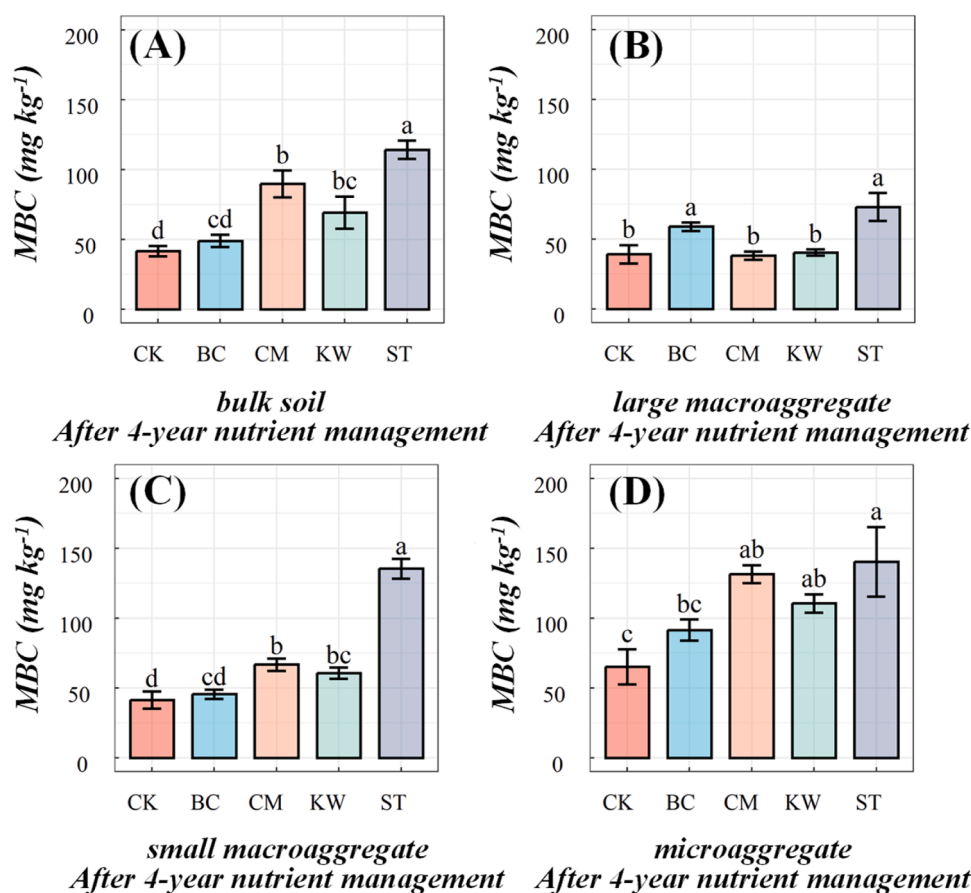 (A)
MBC (mg kg⁻¹)
200
150
100
50
0
d
cd
b
bc
a
CK BC CM KW ST
bulk soil
After 4-year nutrient management
(B)
MBC (mg kg⁻¹)
200
150
100
50
0
b
a
b
b
a
CK BC CM KW ST
large macroaggregate
After 4-year nutrient management
(C)
MBC (mg kg⁻¹)
200
150
100
50
0
d
cd
b
bc
a
CK BC CM KW ST
small macroaggregate
After 4-year nutrient management
(D)
MBC (mg kg⁻¹)
200
150
100
50
0
c
bc
ab
ab
a
CK BC CM KW ST
microaggregate
After 4-year nutrient management